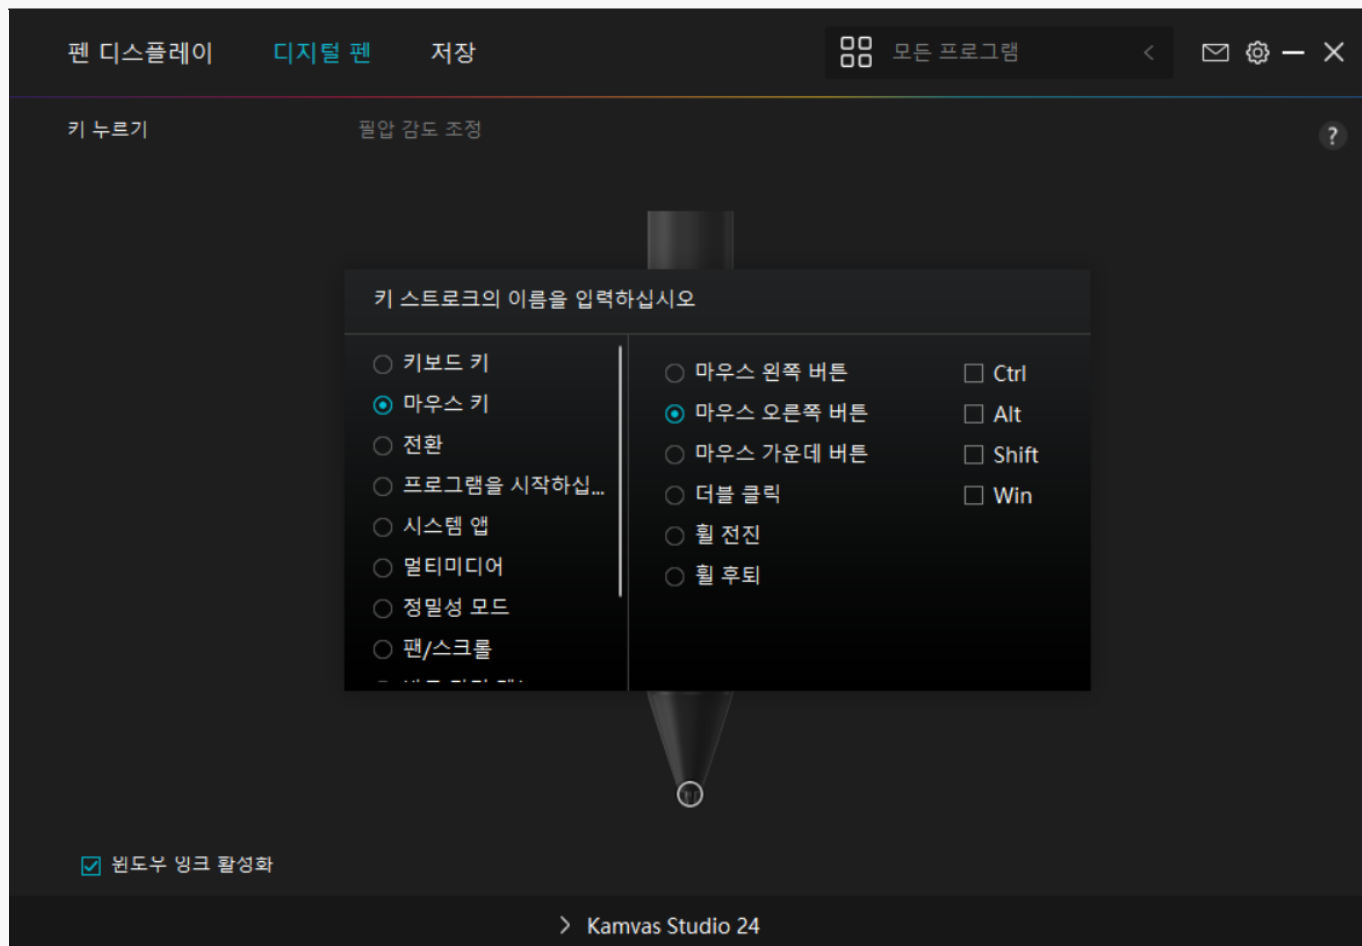 펜 디스플레이 디지털 펜 저장 모든 프로그램
키 누르기 필압 감도 조정 ?
키 스트로크의 이름을 입력하십시오
키보드 키
마우스 키
전환
프로그램을 시작하십...
시스템 앱
멀티미디어
정밀성 모드
팬/스크롤
마우스 왼쪽 버튼 Ctrl
마우스 오른쪽 버튼 Alt
마우스 가운데 버튼 Shift
더블 클릭 Win
휠 전진
휠 후퇴
윈도우 잉크 활성화
Kamvas Studio 24